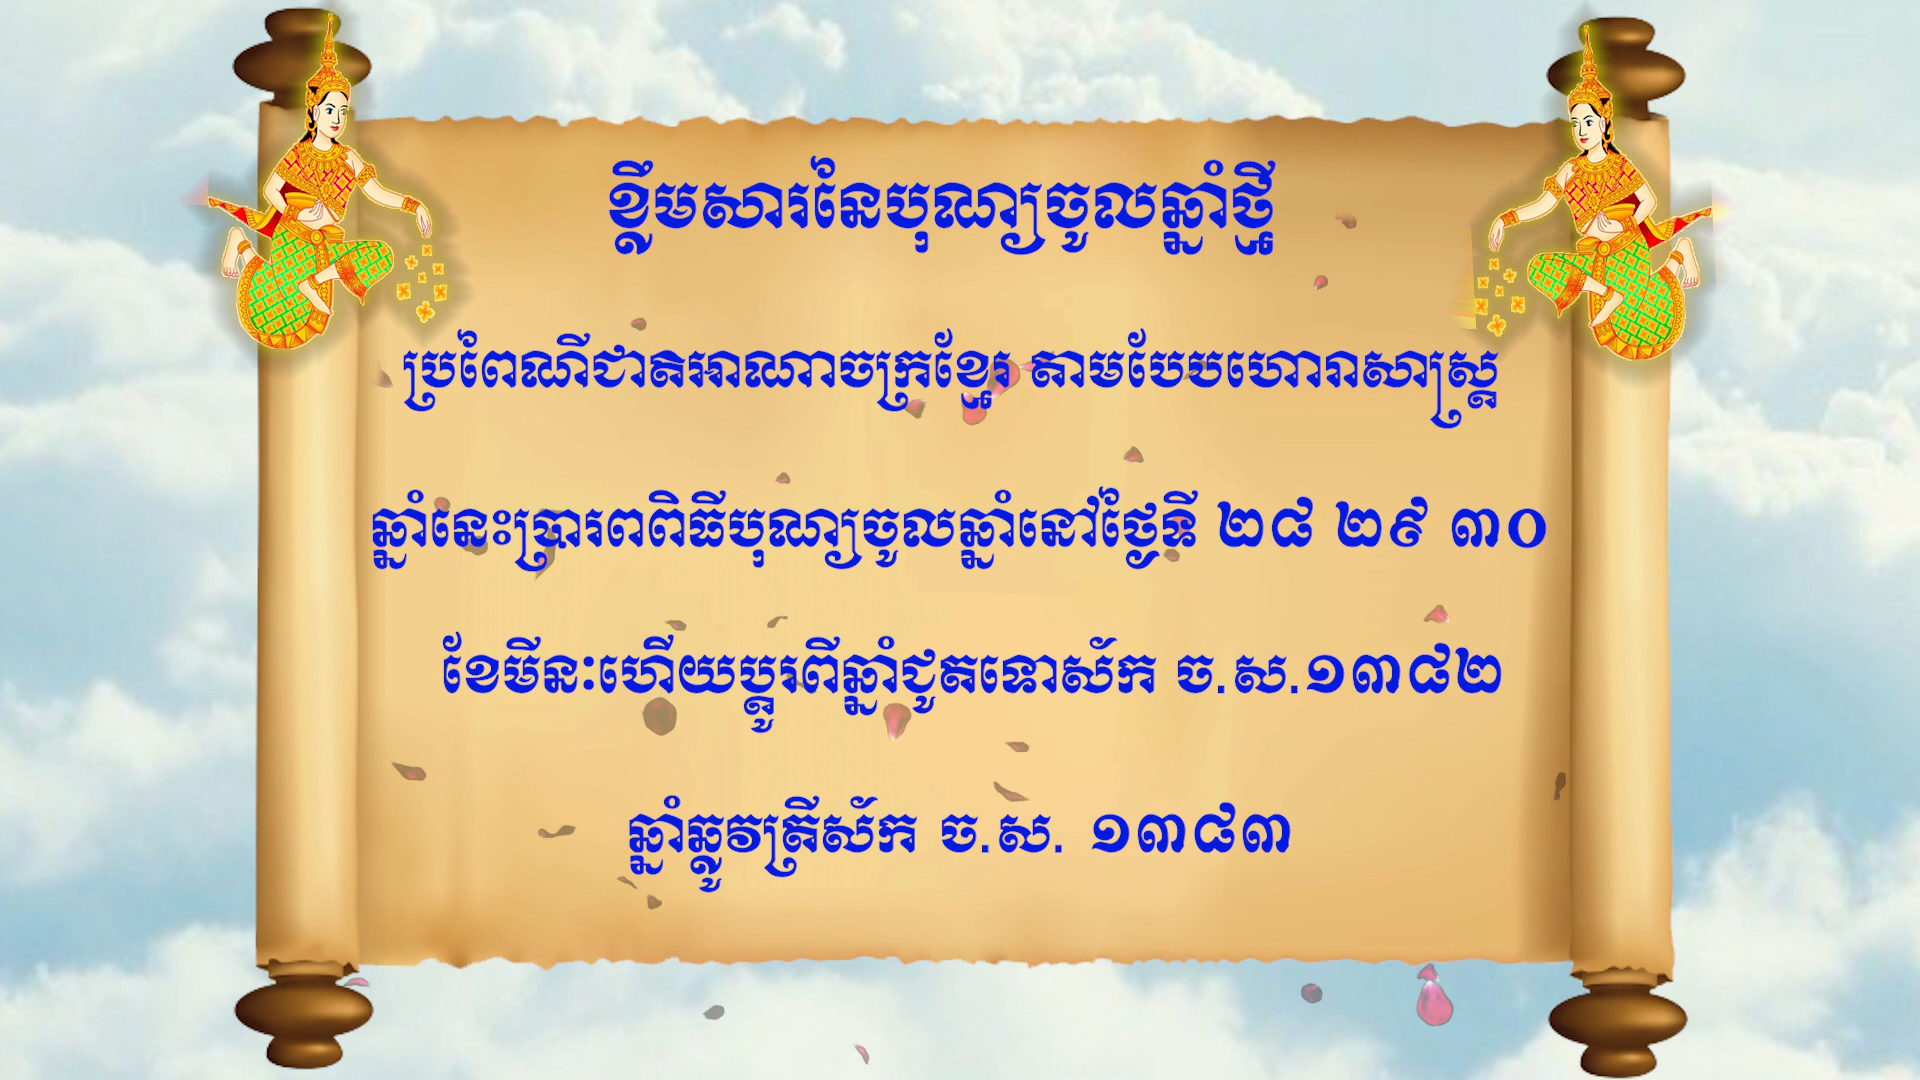 ខ្លឹមសារនៃបុណ្យចូលឆ្នាំថ្មី
ប្រពៃណីជាតិអាណាចក្រខ្មែរ តាមបែបហោរាសាស្ត្រ
ឆ្នាំនេះប្រារពពិធីបុណ្យចូលឆ្នាំនៅថ្ងៃទី ២៨ ២៩ ៣០
ខែមីនៈហើយប្តូរពីឆ្នាំជូតទោស័ក ច.ស.១៣៨២
ឆ្នាំឆ្លូវត្រីស័ក ច.ស. ១៣៨៣